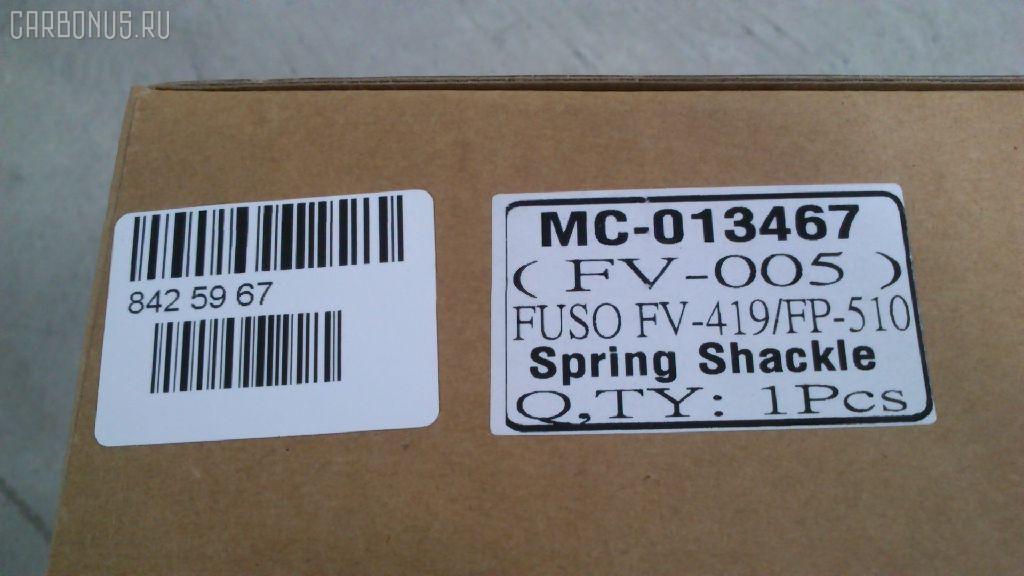 CARBONUS.RU
842 59 67
MC-013467
( FV-005 )
FUSO FV-419/FP-510
Spring Shackle
Q,TY: 1Pcs